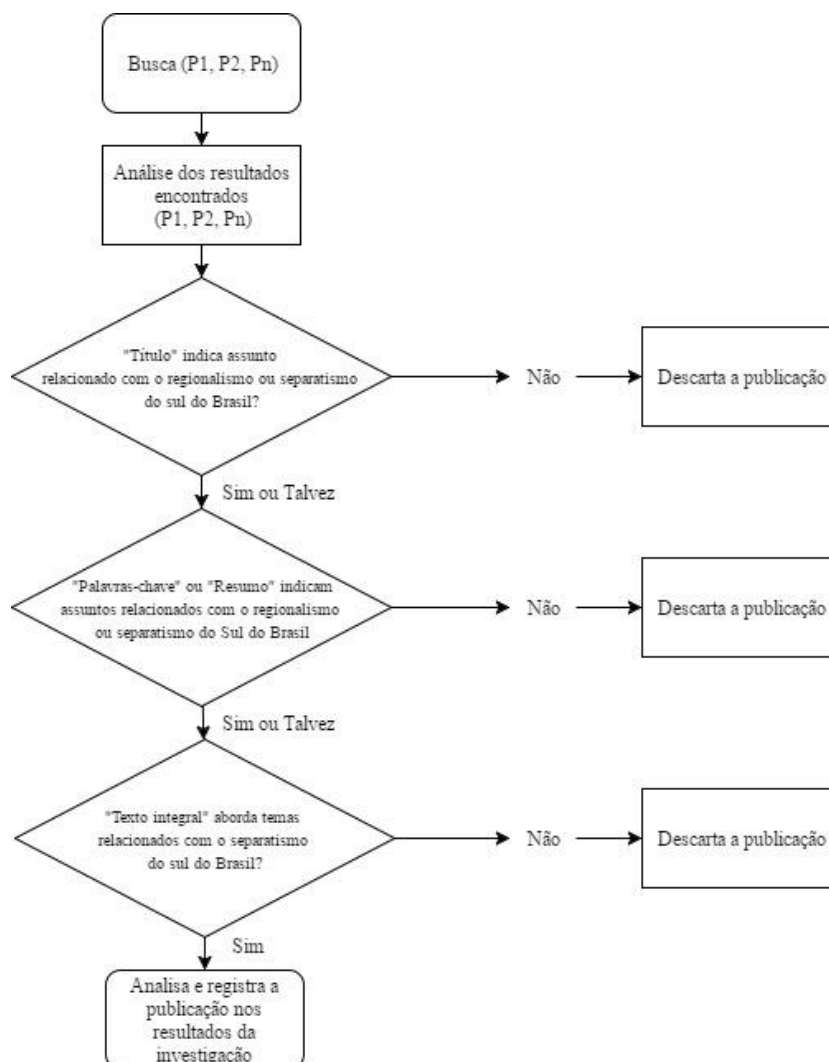 Busca (P1, P2, Pn)
Análise dos resultados
encontrados
(P1, P2, Pn)
"Título" indica assunto
relacionado com o regionalismo ou separatismo
do sul do Brasil?
Não
Descarta a publicação
Sim ou Talvez
"Palavras-chave" ou "Resumo" indicam
assuntos relacionados com o regionalismo
ou separatismo do Sul do Brasil
Não
Descarta a publicação
Sim ou Talvez
"Texto integral" aborda temas
relacionados com o separatismo
do sul do Brasil?
Não
Descarta a publicação
Sim
Analisa e registra a
publicação nos
resultados da
investigação